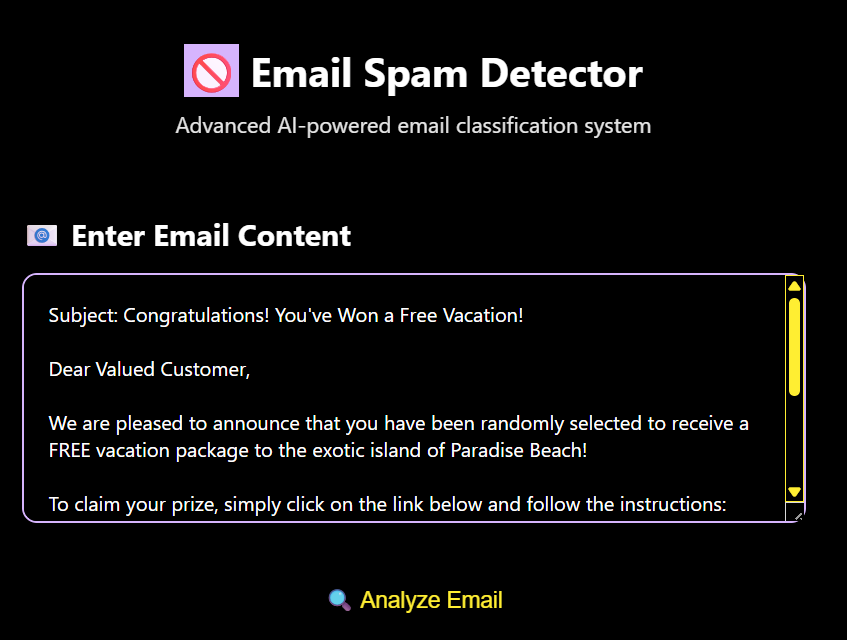 Email Spam Detector
Advanced AI-powered email classification system
Enter Email Content
Subject: Congratulations! You've Won a Free Vacation!
Dear Valued Customer,
We are pleased to announce that you have been randomly selected to receive a
FREE vacation package to the exotic island of Paradise Beach!
To claim your prize, simply click on the link below and follow the instructions:
Analyze Email